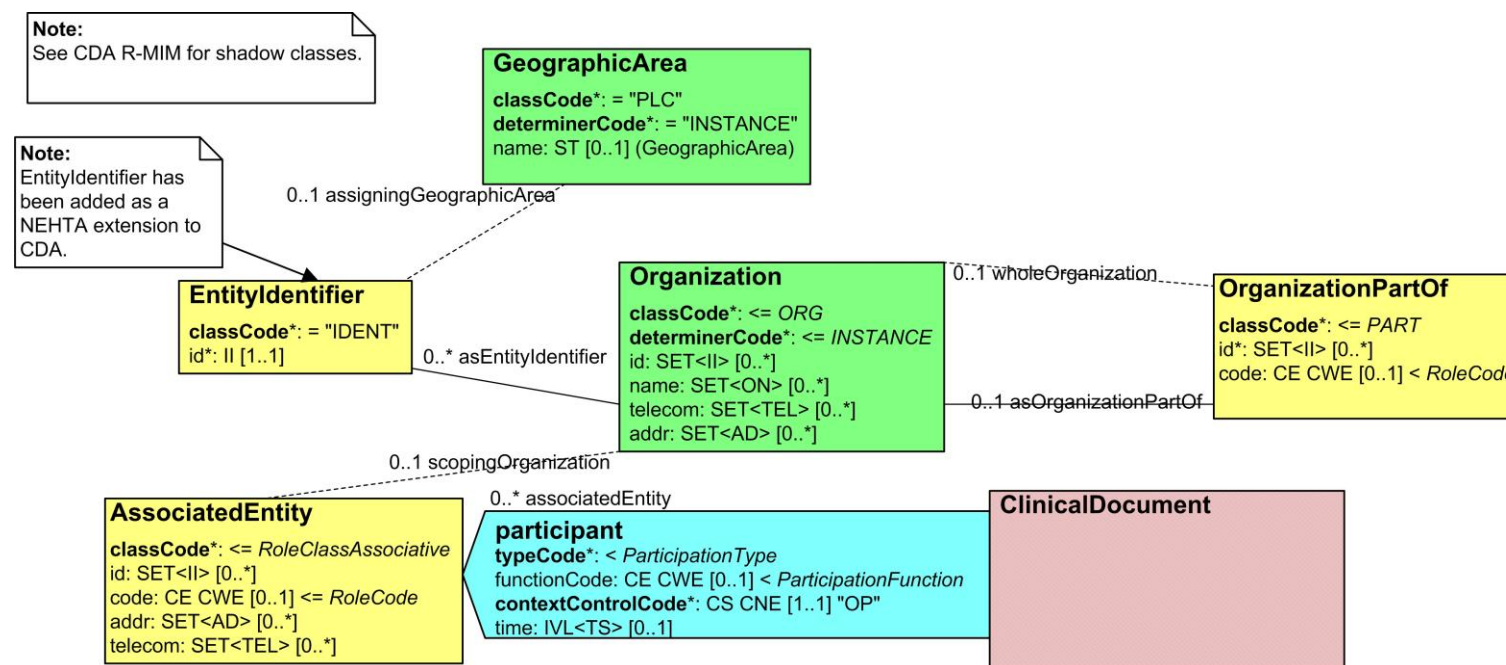 Note:
See CDA R-MIM for shadow classes.
GeographicArea
classCode*: = "PLC"
determinerCode*: = "INSTANCE"
name: ST [0..1] (GeographicArea)
Note:
EntityIdentifier has
been added as a
NEHTA extension to
CDA.
0..1 assigningGeographicArea
EntityIdentifier
classCode*: = "IDENT"
id*: II [1..1]
0..* asEntityIdentifier
Organization
classCode*: <= ORG
determinerCode*: <= INSTANCE
id: SET<II> [0..*]
name: SET<ON> [0..*]
telecom: SET<TEL> [0..*]
addr: SET<AD> [0..*]
0..1 wholeOrganization
OrganizationPartOf
classCode*: <= PART
id*: SET<II> [0..*]
code: CE CWE [0..1] < RoleCode
0..1 asOrganizationPartOf
0..1 scopingOrganization
AssociatedEntity
classCode*: <= RoleClassAssociative
id: SET<II> [0..*]
code: CE CWE [0..1] <= RoleCode
addr: SET<AD> [0..*]
telecom: SET<TEL> [0..*]
0..* associatedEntity
participant
typeCode*: < ParticipationType
functionCode: CE CWE [0..1] < ParticipationFunction
contextControlCode*: CS CNE [1..1] "OP"
time: IVL<TS> [0..1]
ClinicalDocument